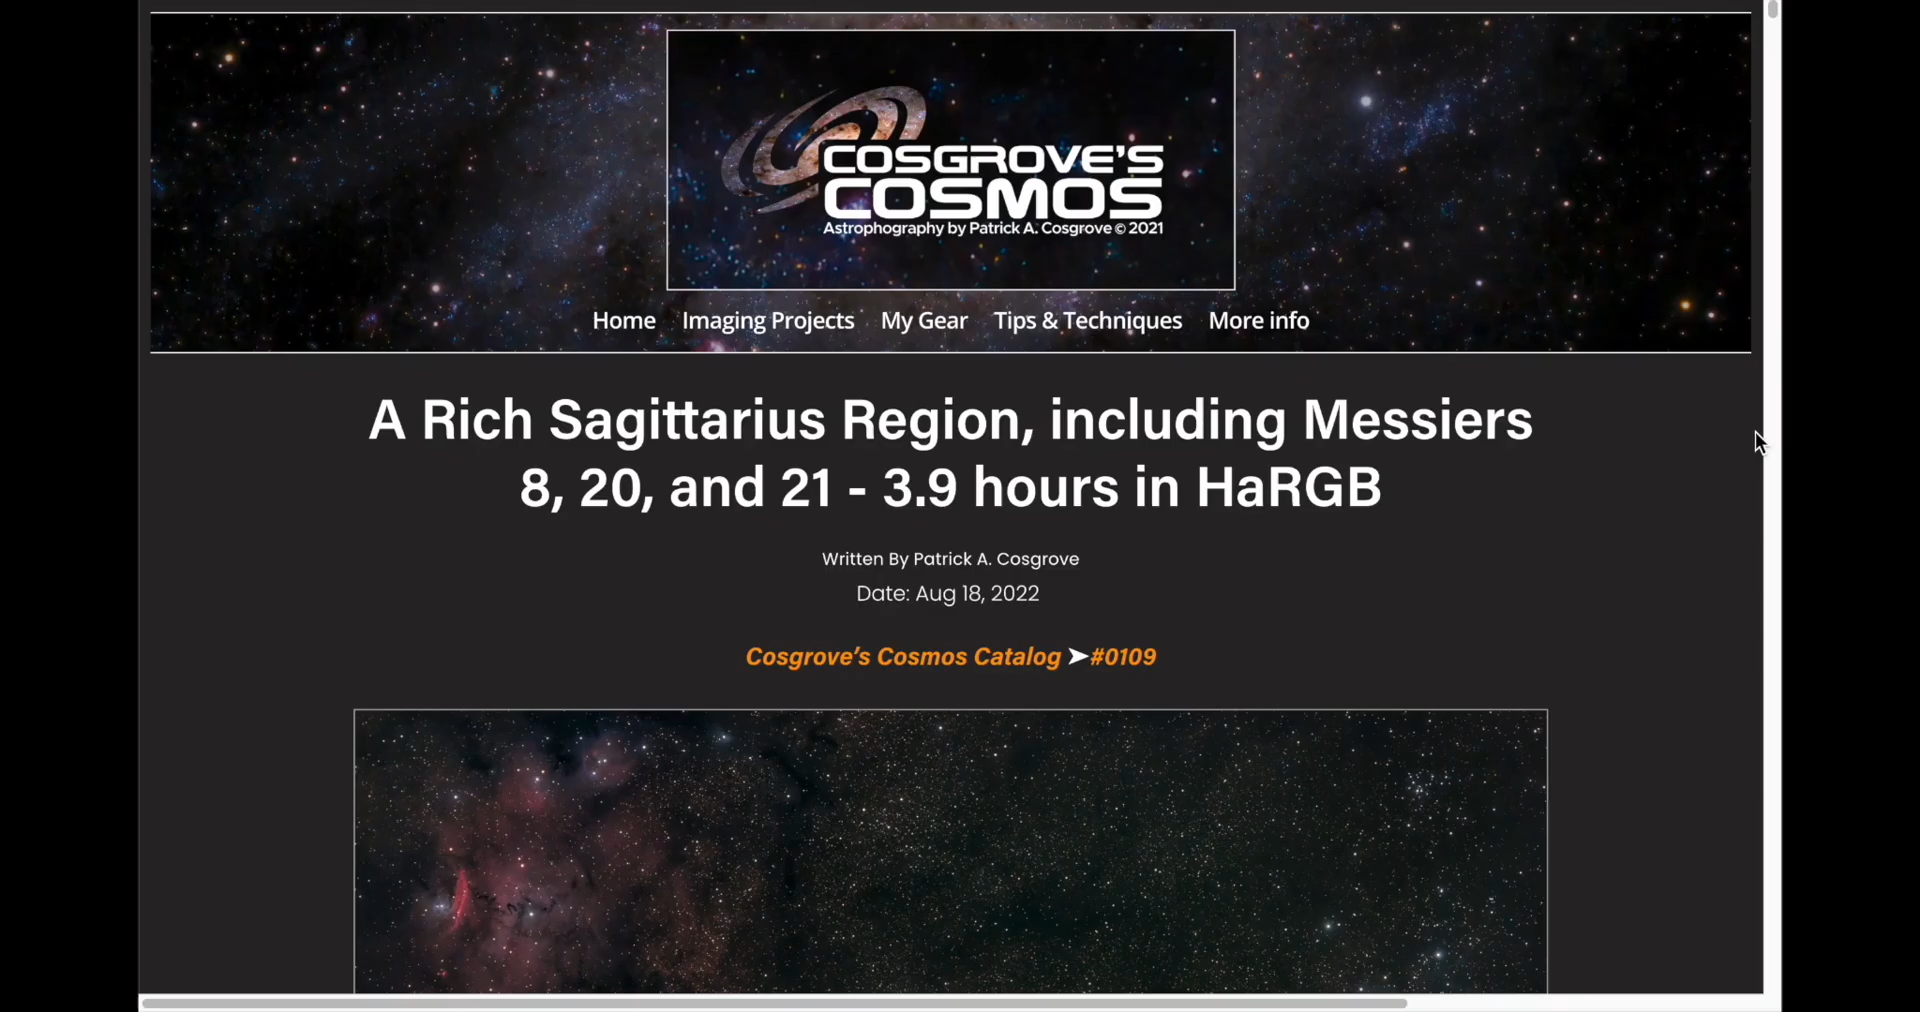 COSGROVE'S
COSMOS
Astrophography by Patrick A. Cosgrove © 2021
Home Imaging Projects My Gear Tips & Techniques More info
A Rich Sagittarius Region, including Messiers
8, 20, and 21 - 3.9 hours in HaRGB
Written By Patrick A. Cosgrove
Date: Aug 18, 2022
Cosgrove’s Cosmos Catalog ➤#0109